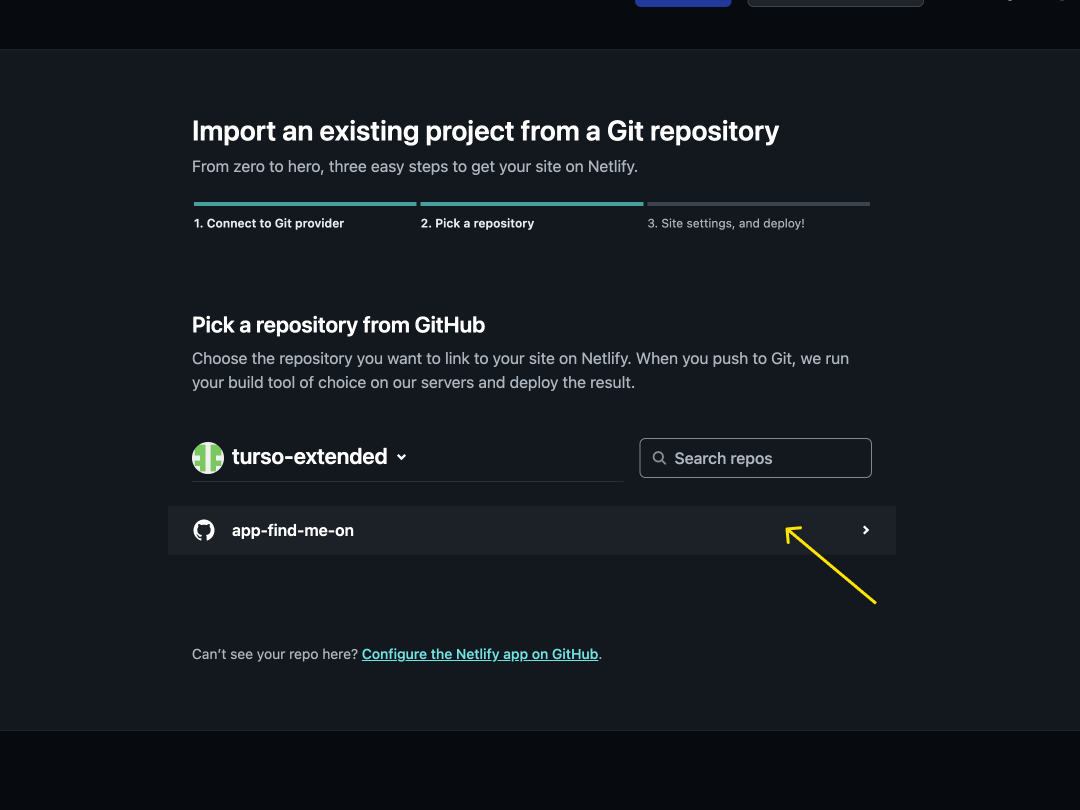 Import an existing project from a Git repository
From zero to hero, three easy steps to get your site on Netlify.
1. Connect to Git provider
2. Pick a repository
3. Site settings, and deploy!
Pick a repository from GitHub
Choose the repository you want to link to your site on Netlify. When you push to Git, we run
your build tool of choice on our servers and deploy the result.
turso-extended
Search repos
app-find-me-on
Can’t see your repo here? Configure the Netlify app on GitHub.